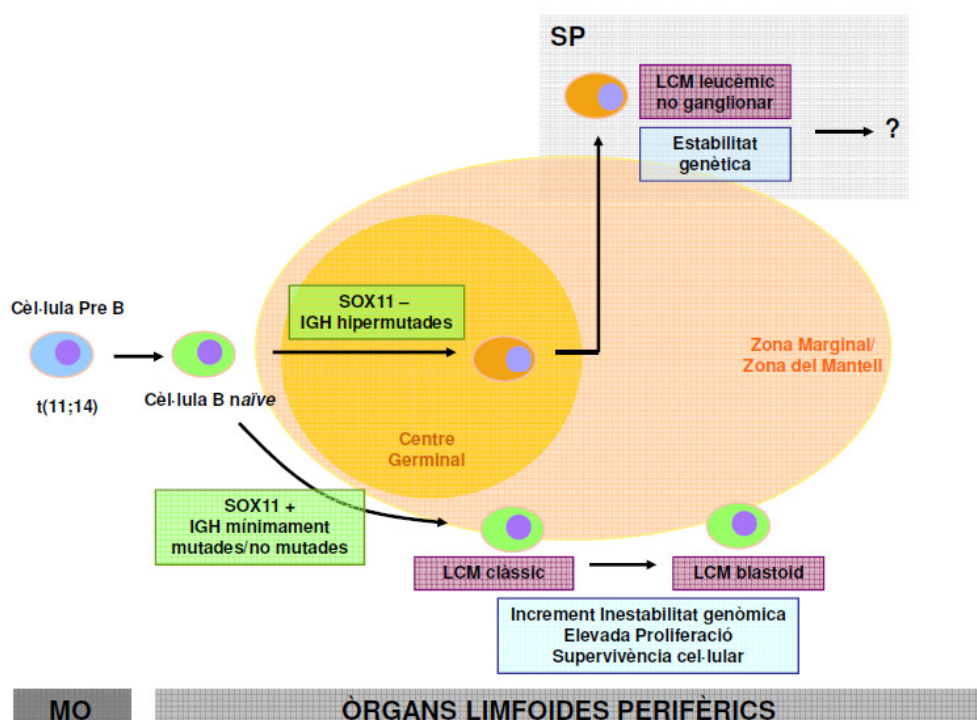 SP
LCM leucèmic
no ganglionar
Estabilitat
genètica
?
SOX11 –
IGH hipermutades
Cèl·lula Pre B
t(11;14)
Cèl·lula B naïve
Zona Marginal/
Zona del Mantell
Centre
Germinal
SOX11 +
IGH mínimament
mutades/no mutades
LCM clàssic
LCM blastoid
Increment Inestabilitat genòmica
Elevada Proliferació
Supervivència cel·lular
MO
ÒRGANS LIMFOIDES PERIFÈRICS